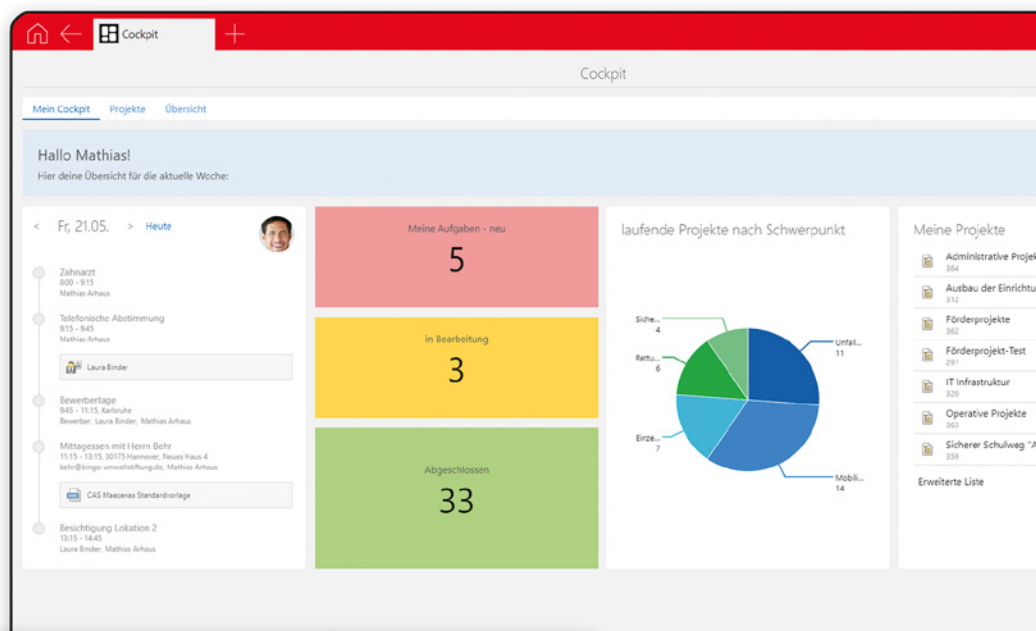 Cockpit
Cockpit
Mein Cockpit Projekte Übersicht
Hallo Mathias!
Hier deine Übersicht für die aktuelle Woche:
< Fr, 21.05. > Heute
Zahnarzt
8:00 - 9:15
Mathias Arhaus
Telefonische Abstimmung
9:15 - 9:45
Mathias Arhaus
Laura Binder
Bewerbertage
9:45 - 11:15, Karlsruhe
Bewerber, Laura Binder, Mathias Arhaus
Mittagessen mit Herrn Behr
11:15 - 13:15, 30175 Hannover, Neues Haus 4
behr@bingo-umweltstiftung.de, Mathias Arhaus
CAS Maecenas Standardvorlage
Besichtigung Lokation 2
13:15 - 14:45
Laura Binder, Mathias Arhaus
Meine Aufgaben - neu
5
in Bearbeitung
3
Abgeschlossen
33
laufende Projekte nach Schwerpunkt
Siche...
4
Rettu...
6
Einze...
7
Unfall...
11
Mobili...
14
Meine Projekte
Administrative Projek
364
Ausbau der Einrichtu
312
Förderprojekte
362
Förderprojekt-Test
291
IT Infrastruktur
320
Operative Projekte
363
Sicherer Schulweg "A
359
Erweiterte Liste